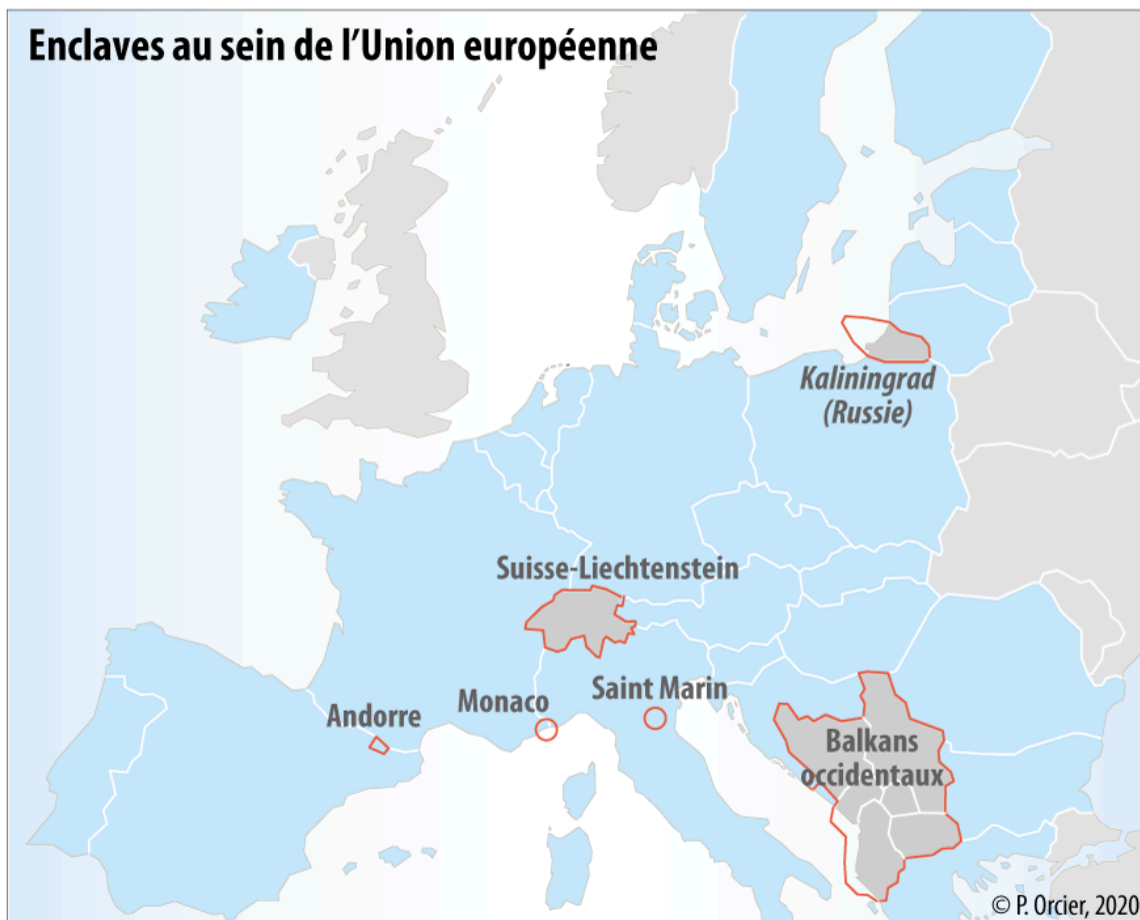 Enclaves au sein de l'Union européenne
Kaliningrad
(Russie)
Suisse-Liechtenstein
Saint Marin
Monaco
Andorre
Balkans
occidentaux
© P. Orcier, 2020